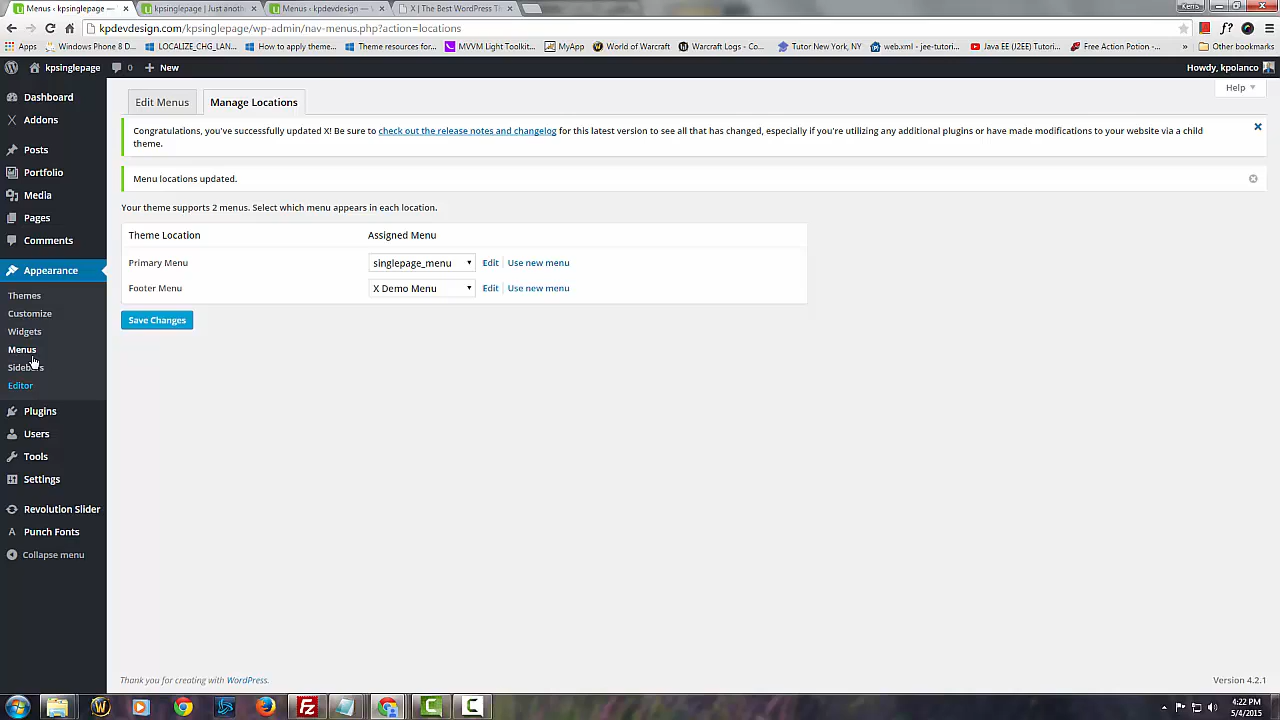 Menus ‹ kpsinglepage —
kpsinglepage | Just anoth
Menus ‹ kpdevdesign — W
X | The Best WordPress Th
Kenis
kpdevdesign.com/kpsinglepage/wp-admin/nav-menus.php?action=locations
Apps
Windows Phone 8 D...
LOCALIZE_CHG_LAN...
How to apply theme...
Theme resources for...
MVVM Light Toolkit...
MyApp
World of Warcraft
Warcraft Logs - Co...
Tutor New York, NY
web.xml - jee-tutori...
Java EE (J2EE) Tutori...
Free Action Potion -...
»
Other bookmarks
kpsinglepage
0
New
Howdy, kpolanco
Help
Dashboard
Addons
Posts
Portfolio
Media
Pages
Comments
Appearance
Themes
Customize
Widgets
Menus
Sidebars
Editor
Plugins
Users
Tools
Settings
Revolution Slider
Punch Fonts
Collapse menu
Edit Menus
Manage Locations
Congratulations, you've successfully updated X! Be sure to check out the release notes and changelog for this latest version to see all that has changed, especially if you're utilizing any additional plugins or have made modifications to your website via a child
theme.
Menu locations updated.
Your theme supports 2 menus. Select which menu appears in each location.
Theme Location
Assigned Menu
Primary Menu
singlepage_menu
Edit
Use new menu
Footer Menu
X Demo Menu
Edit
Use new menu
Save Changes
Thank you for creating with WordPress.
Version 4.2.1
4:22 PM
5/4/2015